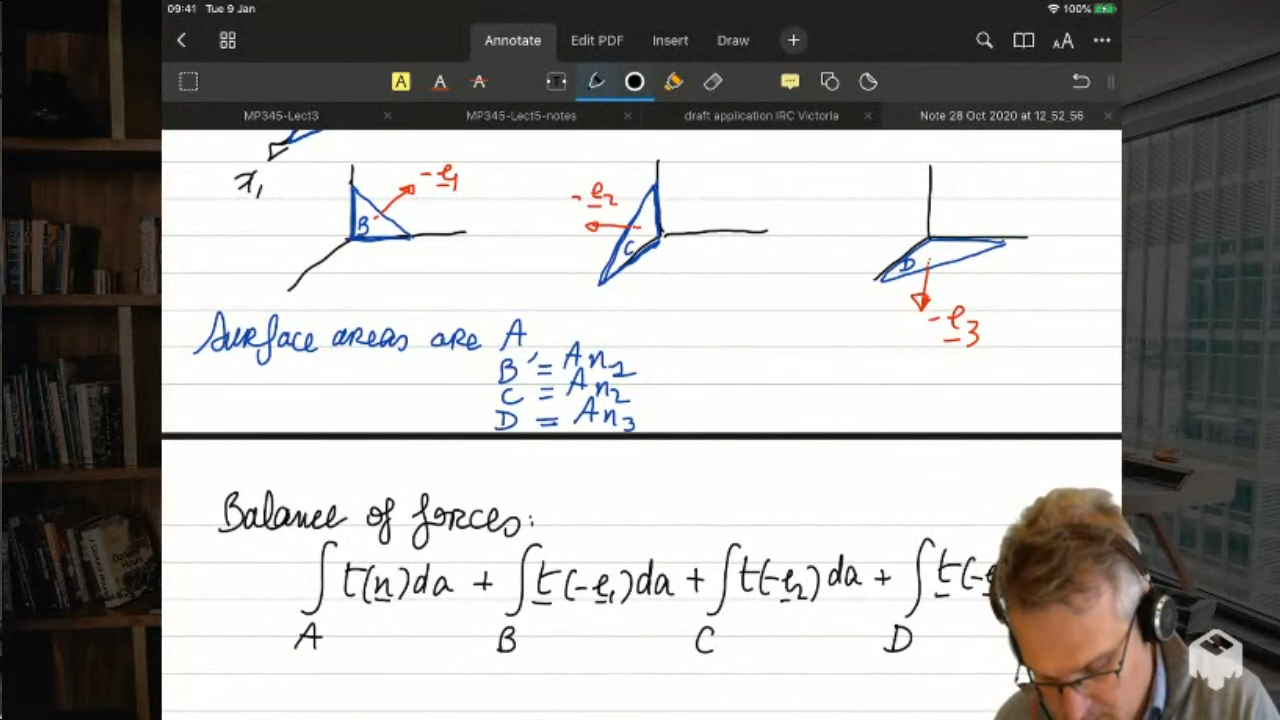 09:41 Tue 9 Jan 100%
Annotate Edit PDF Insert Draw
MP345-Lect3 MP345-Lect5-notes draft application IRC Victoria Note 28 Oct 2020 at 12_52_56
x₁
-e₁
B
-e₂
C
D
-e₃
Surface areas are A,
B = An₁
C = An₂
D = An₃
Balance of forces:
∫ t(n)da + ∫ t(-e₁)da + ∫ t(-e₂)da + ∫ t(-
A B C D